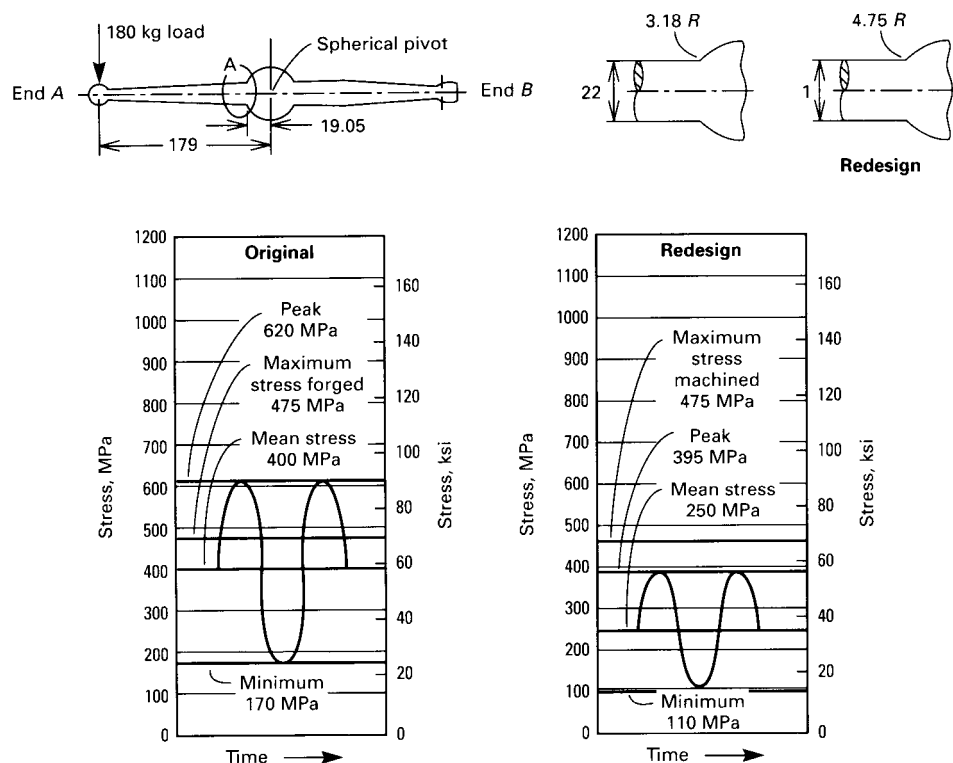 180 kg load
A
Spherical pivot
End A
End B
19.05
179
3.18 R
4.75 R
22
1
Redesign
Original
1200
1100
1000
900
800
700
600
500
400
300
200
100
0
Stress, MPa
160
140
120
100
80
60
40
20
0
Stress, ksi
Peak
620 MPa
Maximum
stress forged
475 MPa
Mean stress
400 MPa
Minimum
170 MPa
Time
Redesign
1200
1100
1000
900
800
700
600
500
400
300
200
100
0
Stress, MPa
160
140
120
100
80
60
40
20
0
Stress, ksi
Maximum
stress
machined
475 MPa
Peak
395 MPa
Mean stress
250 MPa
Minimum
110 MPa
Time